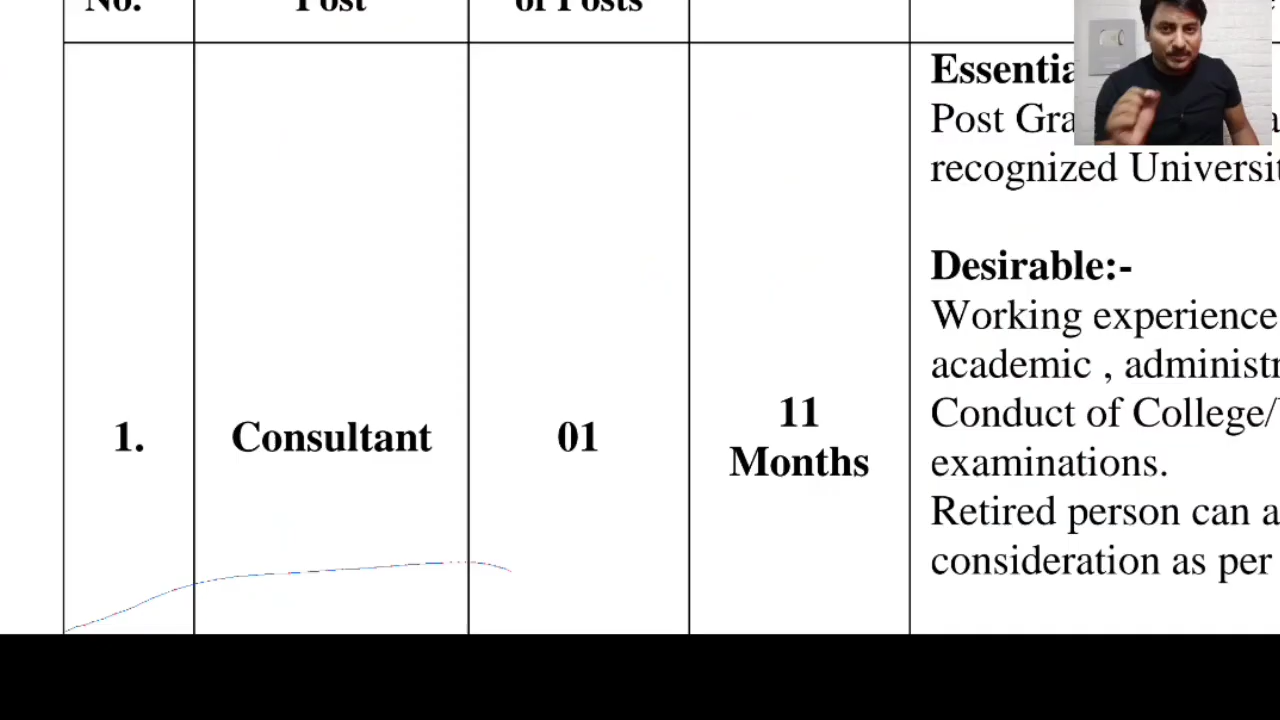 No.
Post
of Posts
Essentia
Post Gra
recognized Universit
Desirable:-
Working experience
academic , administr
Conduct of College/
examinations.
Retired person can a
consideration as per
1.
Consultant
01
11
Months